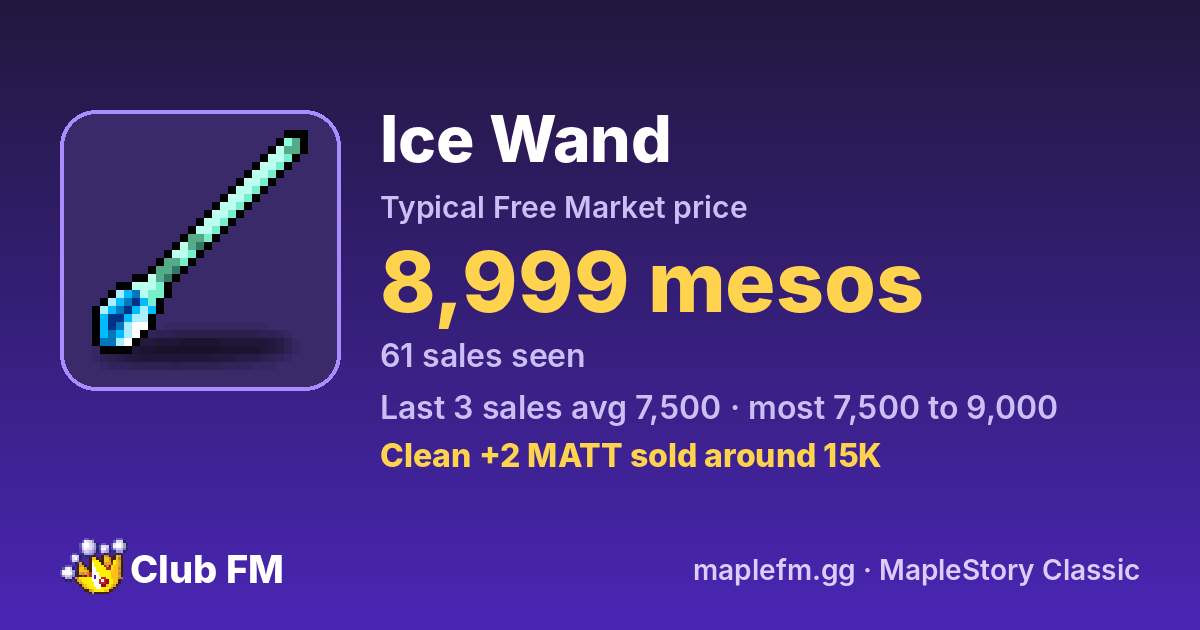 Ice Wand
Typical Free Market price
8,999 mesos
61 sales seen
Last 3 sales avg 7,500 · most 7,500 to 9,000
Clean +2 MATT sold around 15K
Club FM
maplefm.gg · MapleStory Classic